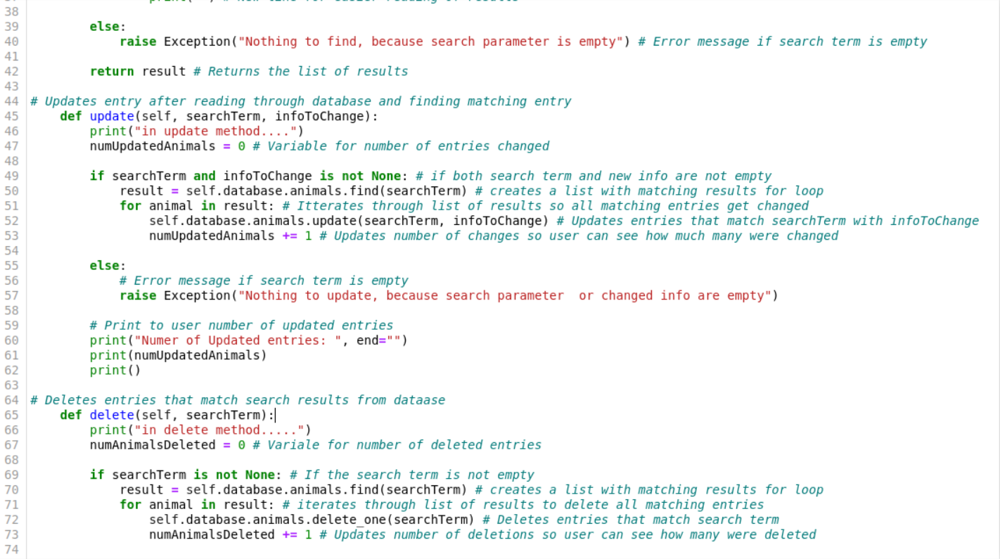 38
39         else:
40             raise Exception("Nothing to find, because search parameter is empty") # Error message if search term is empty
41
42         return result # Returns the list of results
43
44 # Updates entry after reading through database and finding matching entry
45     def update(self, searchTerm, infoToChange):
46         print("in update method....")
47         numUpdatedAnimals = 0 # Variable for number of entries changed
48
49         if searchTerm and infoToChange is not None: # if both search term and new info are not empty
50             result = self.database.animals.find(searchTerm) # creates a list with matching results for loop
51             for animal in result: # Itterates through list of results so all matching entries get changed
52                 self.database.animals.update(searchTerm, infoToChange) # Updates entries that match searchTerm with infoToChange
53                 numUpdatedAnimals += 1 # Updates number of changes so user can see how much many were changed
54
55         else:
56             # Error message if search term is empty
57             raise Exception("Nothing to update, because search parameter  or changed info are empty")
58
59         # Print to user number of updated entries
60         print("Numer of Updated entries: ", end="")
61         print(numUpdatedAnimals)
62         print()
63
64 # Deletes entries that match search results from dataase
65     def delete(self, searchTerm):
66         print("in delete method.....")
67         numAnimalsDeleted = 0 # Variale for number of deleted entries
68
69         if searchTerm is not None: # If the search term is not empty
70             result = self.database.animals.find(searchTerm) # creates a list with matching results for loop
71             for animal in result: # iterates through list of results to delete all matching entries
72                 self.database.animals.delete_one(searchTerm) # Deletes entries that match search term
73                 numAnimalsDeleted += 1 # Updates number of deletions so user can see how many were deleted
74